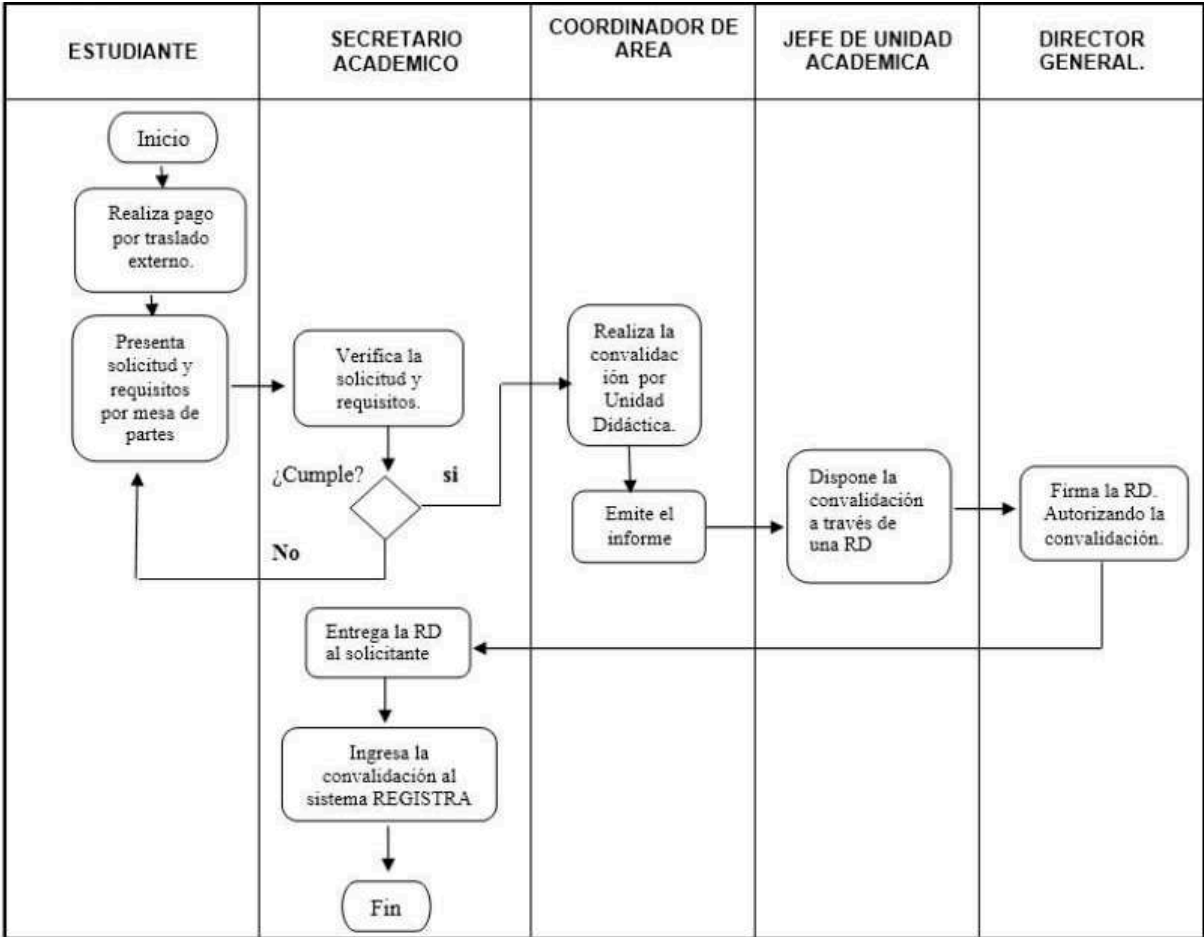 ESTUDIANTE
SECRETARIO
ACADEMICO
COORDINADOR DE
AREA
JEFE DE UNIDAD
ACADEMICA
DIRECTOR
GENERAL.
Inicio
Realiza pago
por traslado
externo.
Presenta
solicitud y
requisitos
por mesa de
partes
Verifica la
solicitud y
requisitos.
¿Cumple?
si
No
Realiza la
convalidac
ión por
Unidad
Didáctica.
Emite el
informe
Dispone la
convalidación
a través de
una RD
Firma la RD.
Autorizando la
convalidación.
Entrega la RD
al solicitante
Ingresa la
convalidación al
sistema REGISTRA
Fin